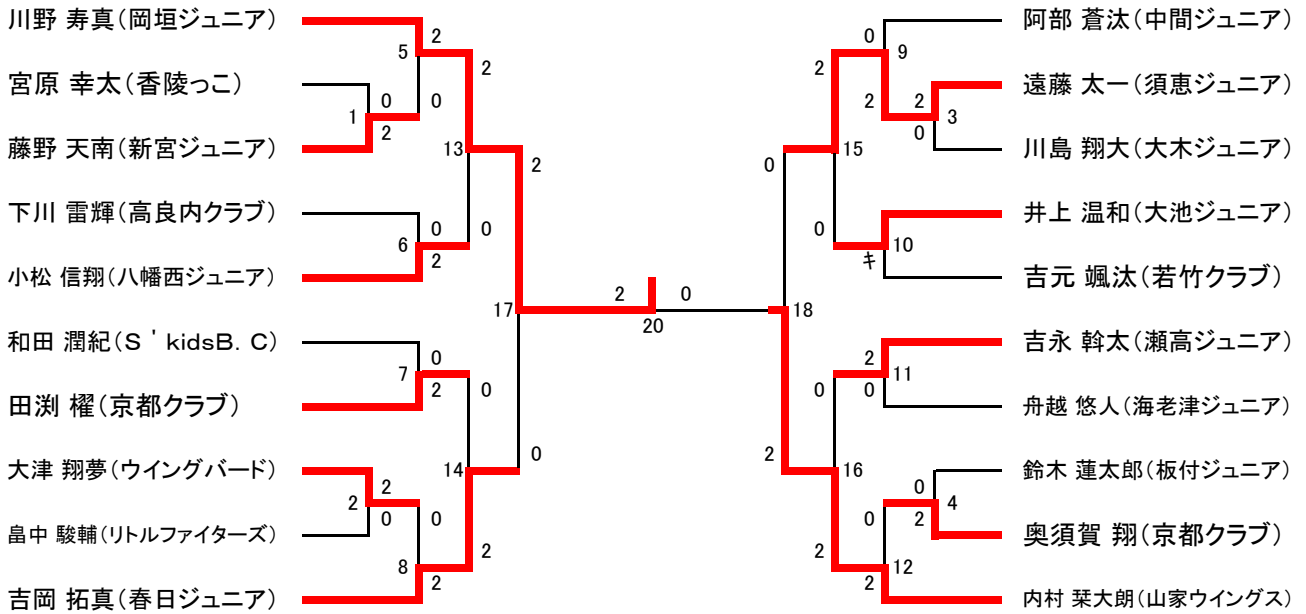 川野 寿真(岡垣ジュニア)
宮原 幸太(香陵っこ)
藤野 天南(新宮ジュニア)
下川 雷輝(高良内クラブ)
小松 信翔(八幡西ジュニア)
和田 潤紀(S'kidsB.C)
田渕 櫂(京都クラブ)
大津 翔夢(ウイングバード)
畠中 駿輔(リトルファイターズ)
吉岡 拓真(春日ジュニア)
5
2
1
0
2
0
2
13
6
0
2
0
2
17
7
0
2
0
14
0
2
2
0
0
8
2
2
2
0
20
0
9
2
2
2
0
3
0
15
0
10
キ
18
2
0
11
0
2
16
0
2
4
0
2
12
2
阿部 蒼汰(中間ジュニア)
遠藤 太一(須恵ジュニア)
川島 翔大(大木ジュニア)
井上 温和(大池ジュニア)
吉元 颯汰(若竹クラブ)
吉永 斡太(瀬高ジュニア)
舟越 悠人(海老津ジュニア)
鈴木 蓮太郎(板付ジュニア)
奥須賀 翔(京都クラブ)
内村 栞大朗(山家ウイングス)